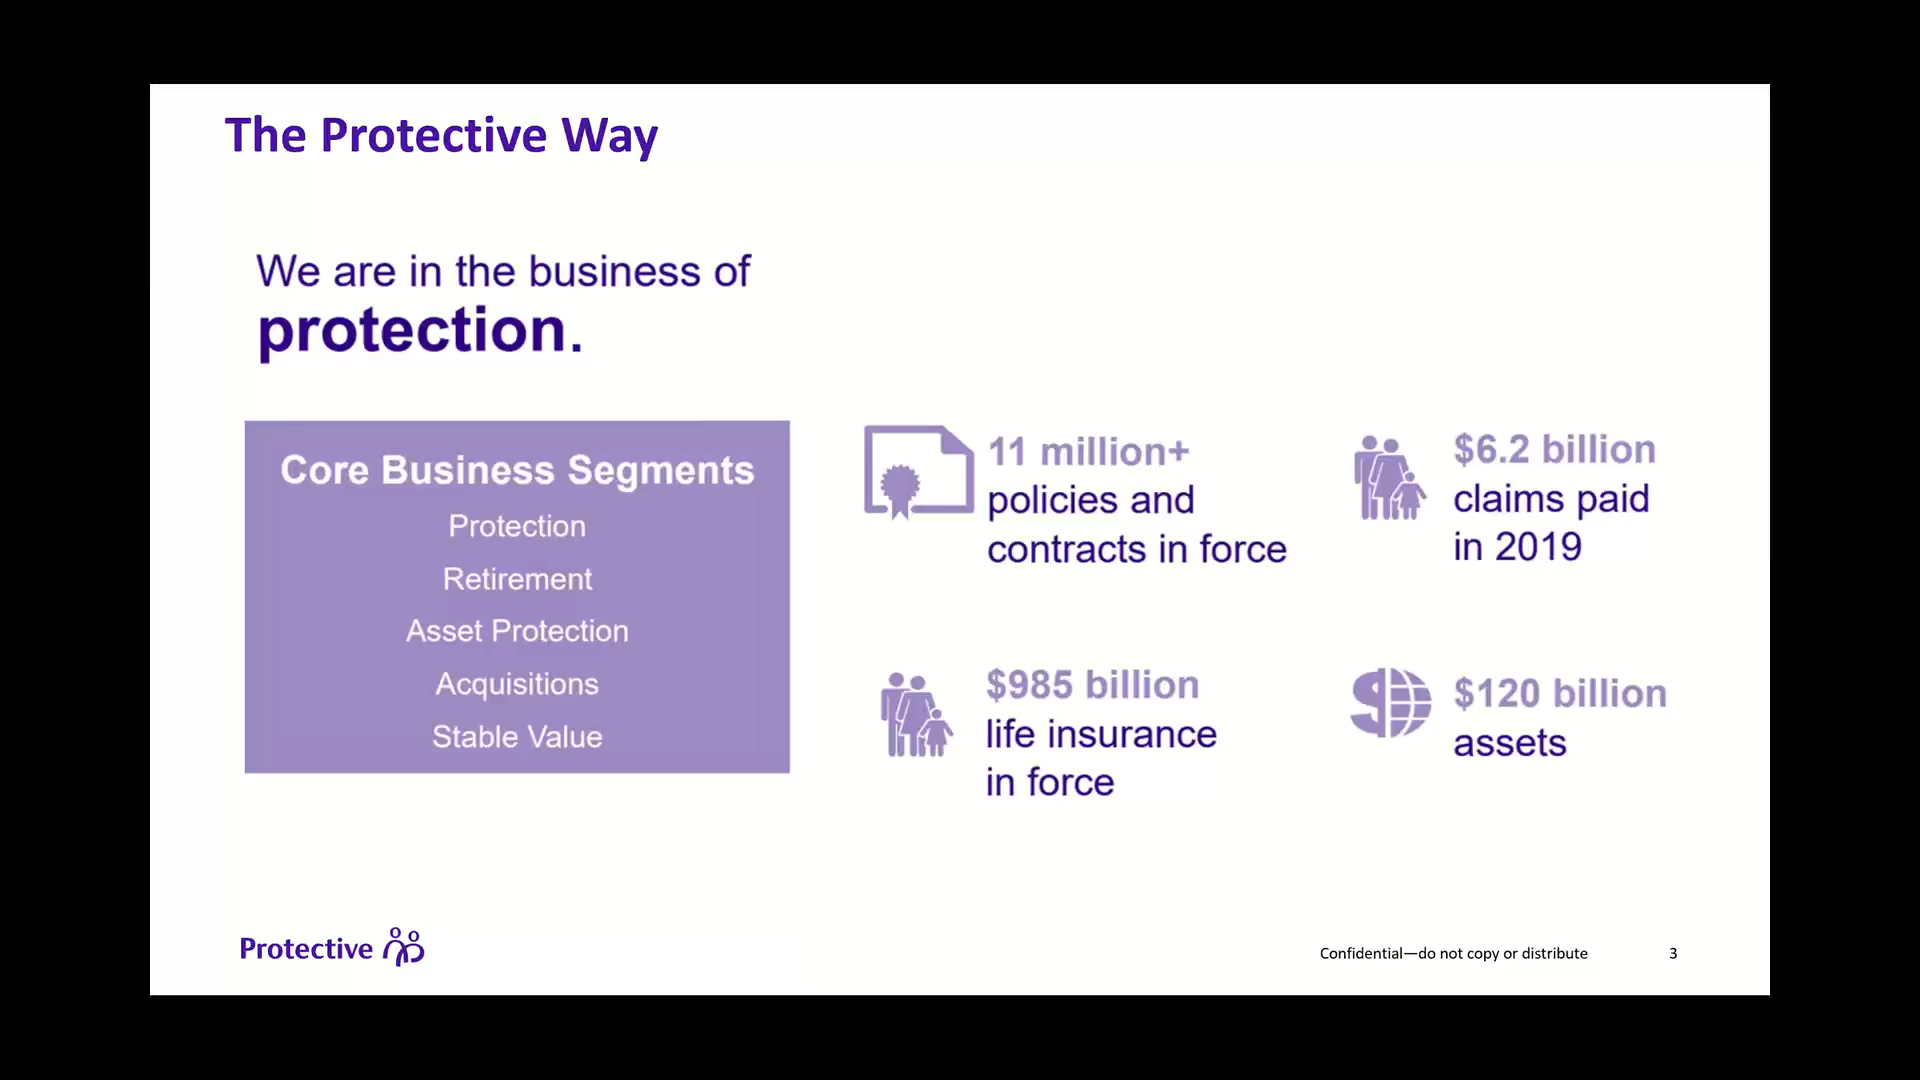 The Protective Way
We are in the business of
protection.
Core Business Segments
Protection
Retirement
Asset Protection
Acquisitions
Stable Value
11 million+
policies and
contracts in force
$6.2 billion
claims paid
in 2019
$985 billion
life insurance
in force
$120 billion
assets
Protective
Confidential—do not copy or distribute
3